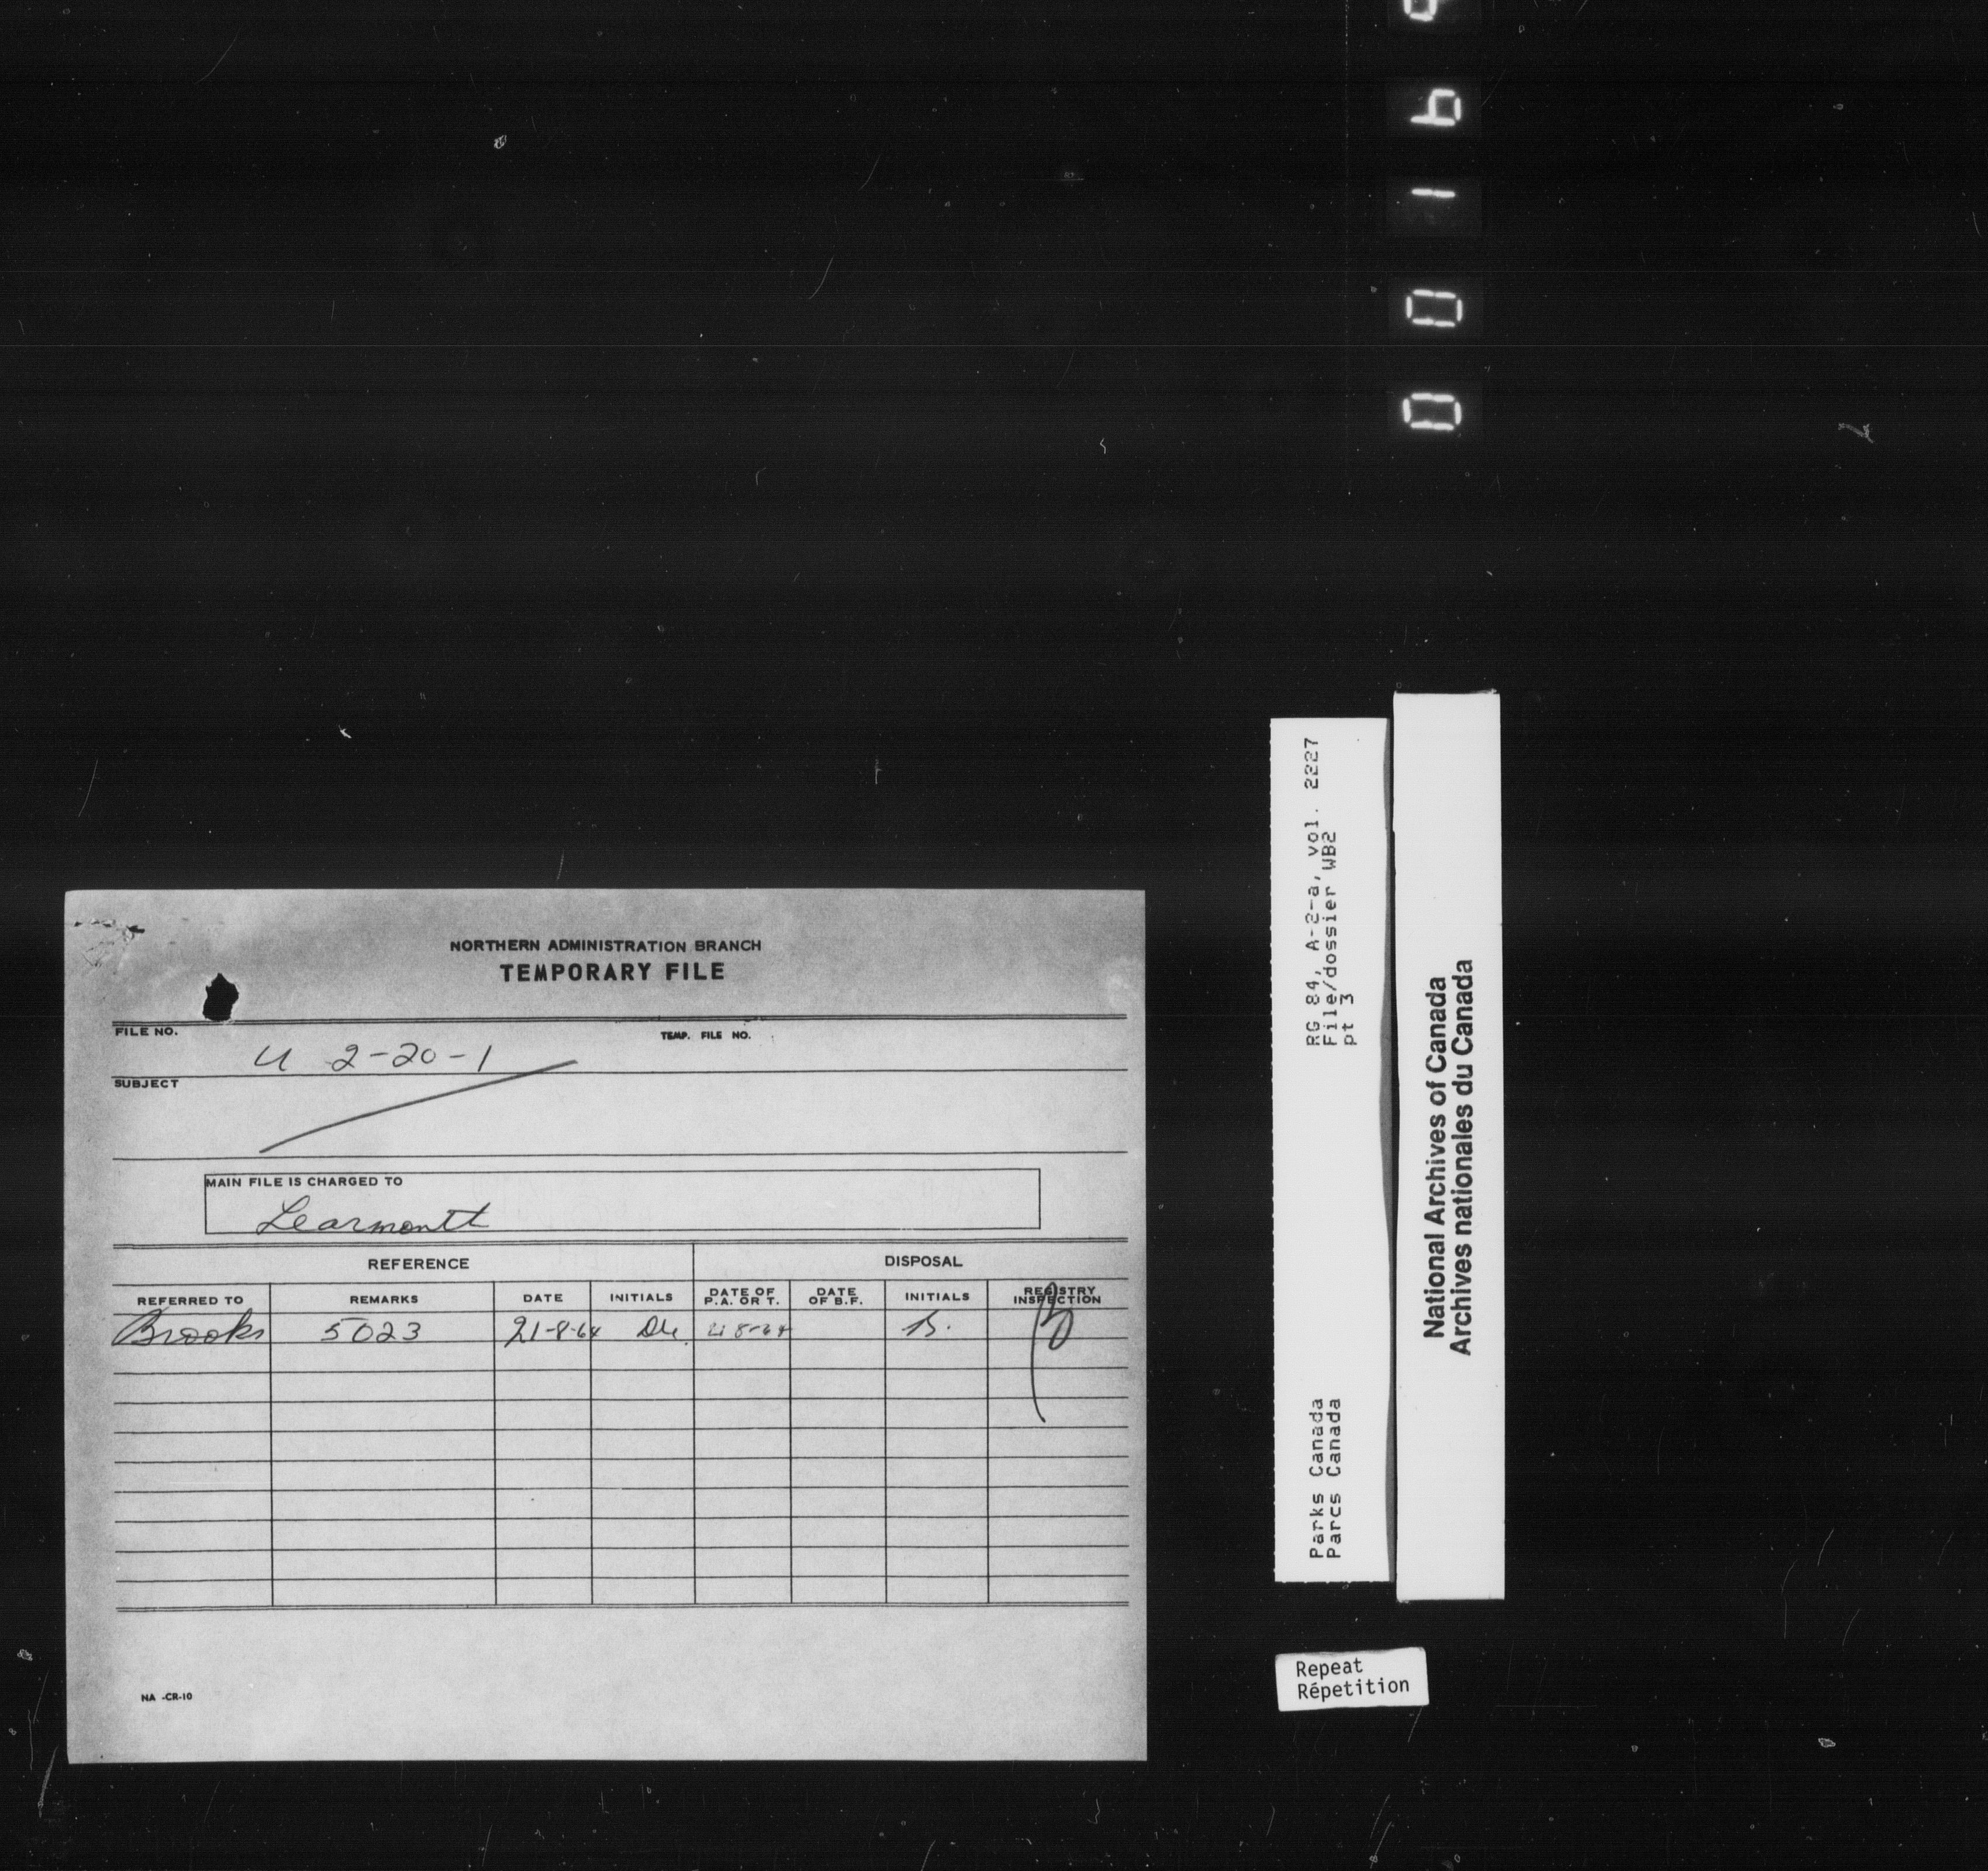 NORTHERN ADMINISTRATION BRANCH
TEMPORARY FILE
FILE NO.
TEMP. FILE NO.
U 2-20-1
SUBJECT
MAIN FILE IS CHARGED TO
Learmontt
REFERENCE
DISPOSAL
REFERRED TO
REMARKS
DATE
INITIALS
DATE OF P.A. OR T.
DATE OF B.F.
INITIALS
REGISTRY INSPECTION
Brooks 5023 21-8-64 21 8-64 B.
NA -CR-10
RG 84, A-2-a, vol. 2227
File/dossier WB2
pt 3
Parks Canada
Parcs Canada
National Archives of Canada
Archives nationales du Canada
Repeat
Répetition